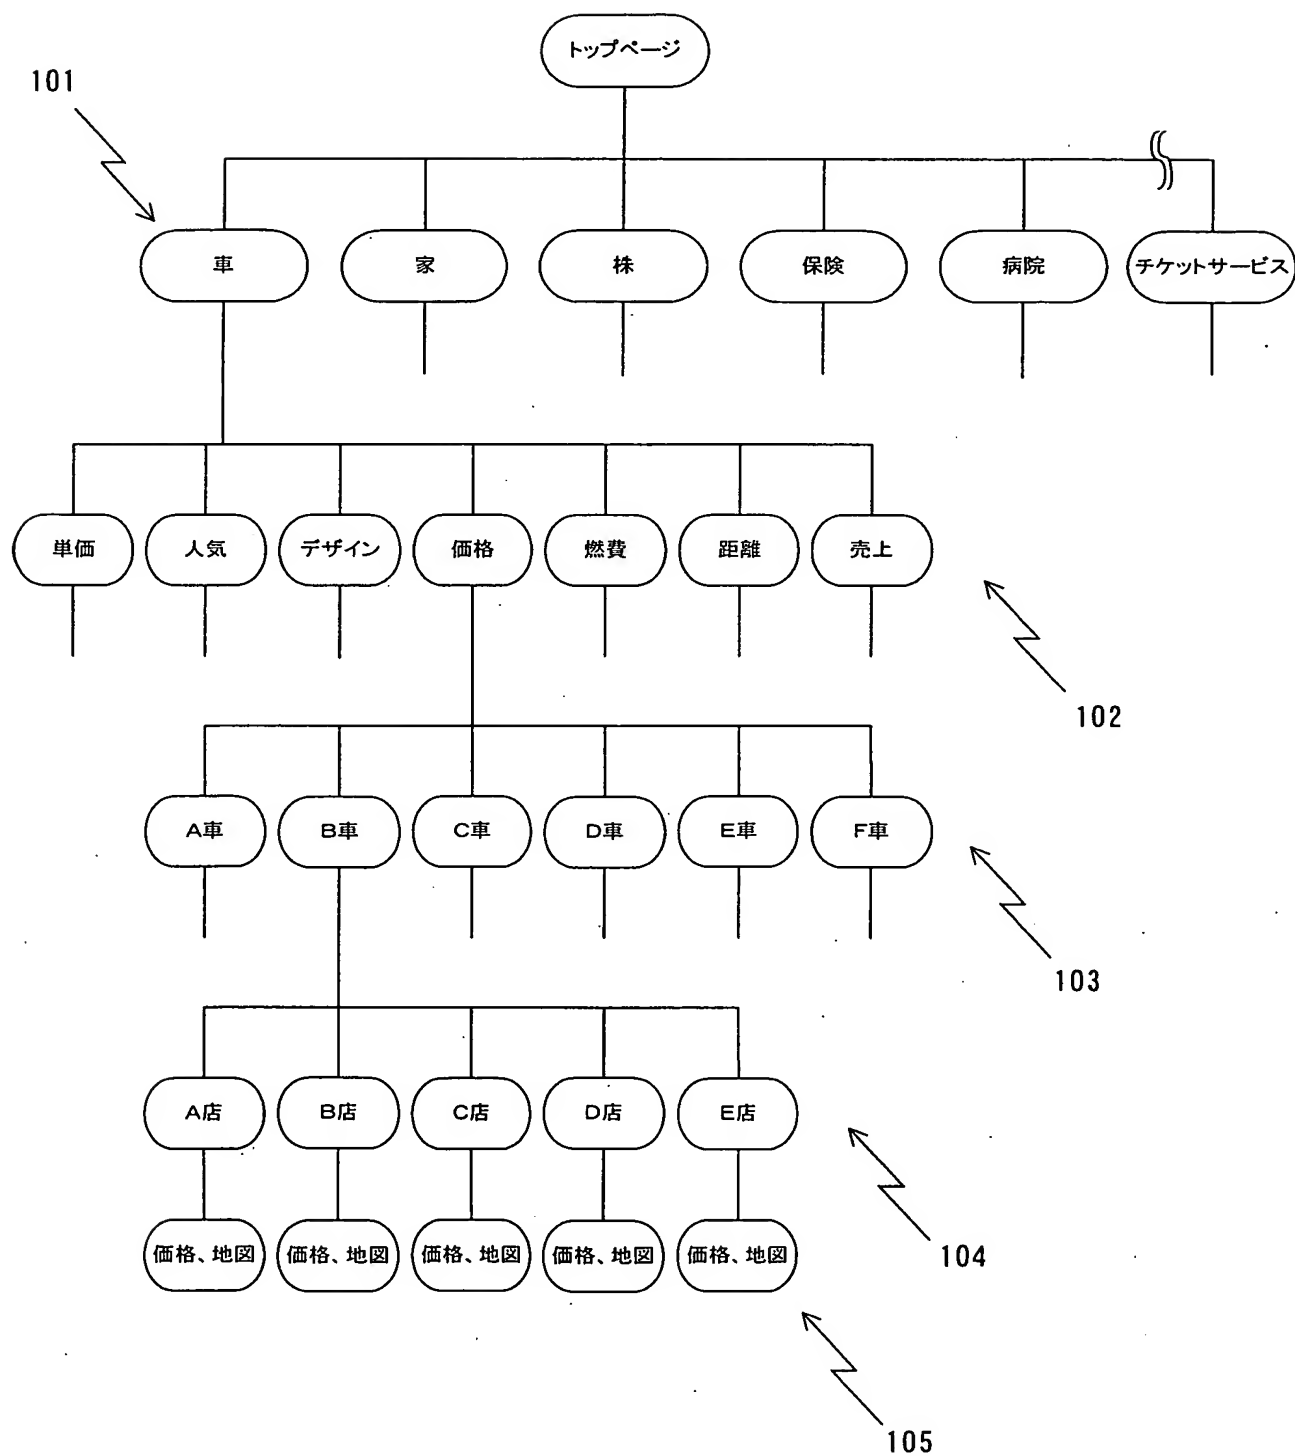 トップページ
101
車
家
株
保険
病院
チケットサービス
単価
人気
デザイン
価格
燃費
距離
売上
102
A車
B車
C車
D車
E車
F車
103
A店
B店
C店
D店
E店
104
価格、地図
価格、地図
価格、地図
価格、地図
価格、地図
105